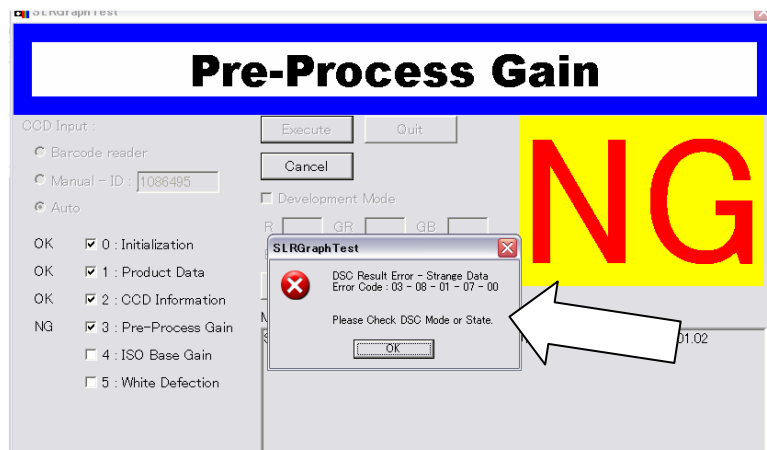 SLRGraphTest
Pre-Process Gain
CCD Input :
Execute
Quit
Barcode reader
Cancel
Manual - ID : 1086495
Development Mode
Auto
R
GR
GB
NG
OK 0 : Initialization
OK 1 : Product Data
OK 2 : CCD Information
NG 3 : Pre-Process Gain
4 : ISO Base Gain
5 : White Defection
SLRGraphTest
DSC Result Error - Strange Data
Error Code : 03 - 08 - 01 - 07 - 00
Please Check DSC Mode or State.
OK
01.02